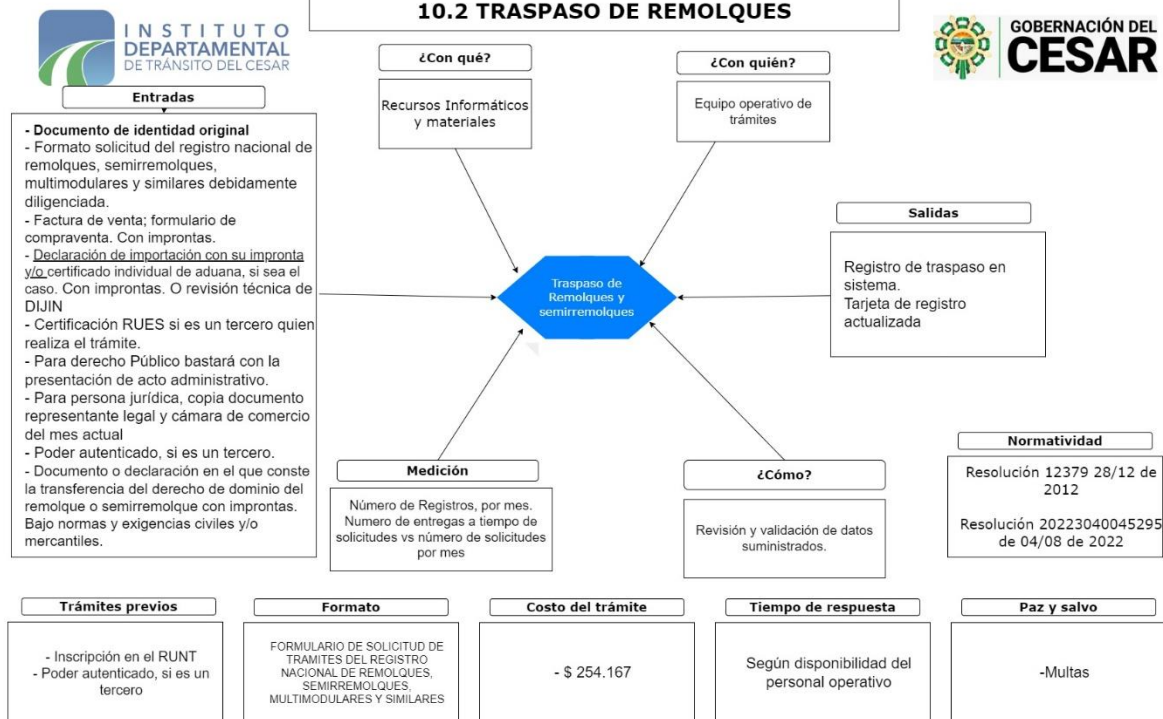 10.2 TRASPASO DE REMOLQUES
INSTITUTO
DEPARTAMENTAL
DE TRÁNSITO DEL CESAR
GOBERNACIÓN DEL
CESAR
¿Con qué?
Recursos Informáticos
y materiales
¿Con quién?
Equipo operativo de
trámites
Entradas
- Documento de identidad original
- Formato solicitud del registro nacional de
remolques, semirremolques,
multimodulares y similares debidamente
diligenciada.
- Factura de venta; formulario de
compraventa. Con improntas.
- Declaración de importación con su impronta
y/o certificado individual de aduana, si sea el
caso. Con improntas. O revisión técnica de
DIJIN
- Certificación RUES si es un tercero quien
realiza el trámite.
- Para derecho Público bastará con la
presentación de acto administrativo.
- Para persona jurídica, copia documento
representante legal y cámara de comercio
del mes actual
- Poder autenticado, si es un tercero.
- Documento o declaración en el que conste
la transferencia del derecho de dominio del
remolque o semirremolque con improntas.
Bajo normas y exigencias civiles y/o
mercantiles.
Traspaso de
Remolques y
semirremolques
Salidas
Registro de traspaso en
sistema.
Tarjeta de registro
actualizada
Medición
Número de Registros, por mes.
Numero de entregas a tiempo de
solicitudes vs número de solicitudes
por mes
¿Cómo?
Revisión y validación de datos
suministrados.
Normatividad
Resolución 12379 28/12 de
2012
Resolución 20223040045295
de 04/08 de 2022
Trámites previos
- Inscripción en el RUNT
- Poder autenticado, si es un
tercero
Formato
FORMULARIO DE SOLICITUD DE
TRAMITES DEL REGISTRO
NACIONAL DE REMOLQUES,
SEMIRREMOLQUES,
MULTIMODULARES Y SIMILARES
Costo del trámite
- $ 254.167
Tiempo de respuesta
Según disponibilidad del
personal operativo
Paz y salvo
-Multas